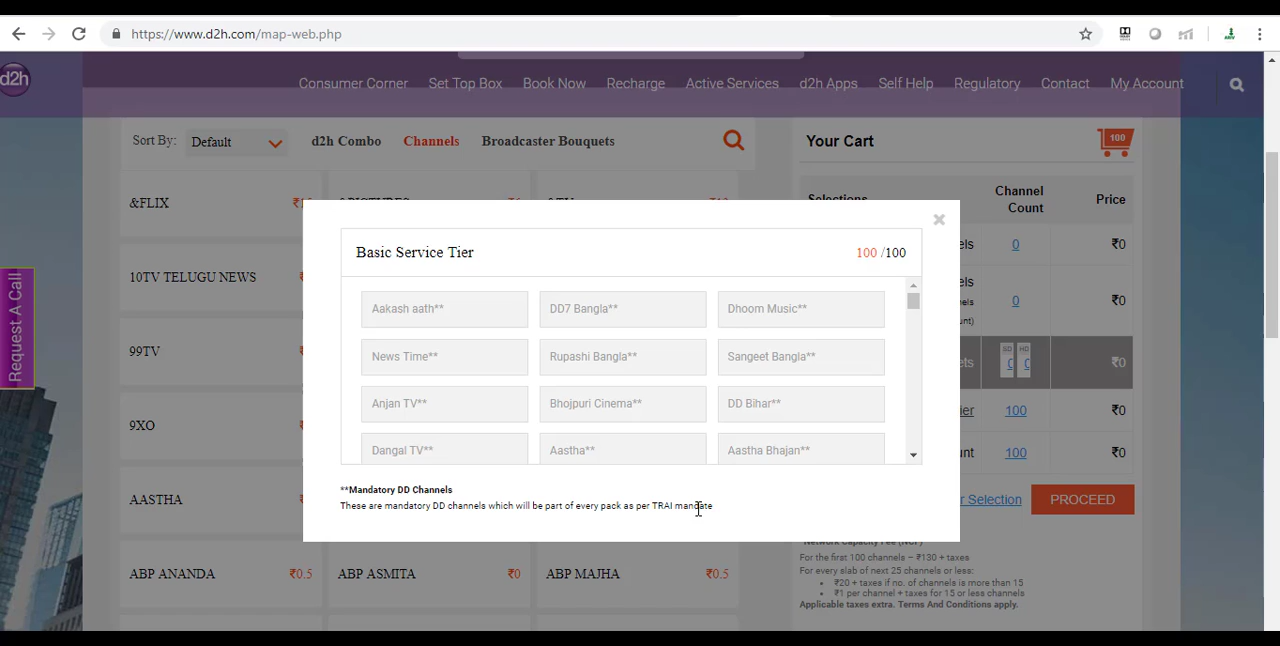 https://www.d2h.com/map-web.php
d2h
Consumer Corner Set Top Box Book Now Recharge Active Services d2h Apps Self Help Regulatory Contact My Account
Sort By: Default d2h Combo Channels Broadcaster Bouquets
Your Cart 100
Selections Channel Count Price
&FLIX
10TV TELUGU NEWS
99TV
9XO
AASTHA
ABP ANANDA ₹0.5 ABP ASMITA ₹0 ABP MAJHA ₹0.5
Request A Call
Basic Service Tier 100 /100
Aakash aath** DD7 Bangla** Dhoom Music**
News Time** Rupashi Bangla** Sangeet Bangla**
Anjan TV** Bhojpuri Cinema** DD Bihar**
Dangal TV** Aastha** Aastha Bhajan**
**Mandatory DD Channels
These are mandatory DD channels which will be part of every pack as per TRAI mandate
0 ₹0
0 ₹0
SD HD ₹0
100 ₹0
100 ₹0
Selection PROCEED
Network Capacity Fee (NCF)
For the first 100 channels – ₹130 + taxes
For every slab of next 25 channels or less:
• ₹20 + taxes if no. of channels is more than 15
• ₹1 per channel + taxes for 15 or less channels
Applicable taxes extra. Terms And Conditions apply.